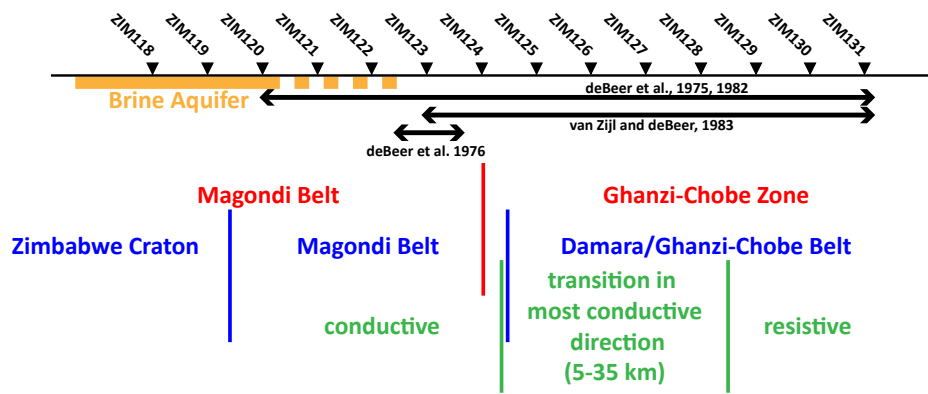 ZIM118 ZIM119 ZIM120 ZIM121 ZIM122 ZIM123 ZIM124 ZIM125 ZIM126 ZIM127 ZIM128 ZIM129 ZIM130 ZIM131
Brine Aquifer
deBeer et al., 1975, 1982
van Zijl and deBeer, 1983
deBeer et al. 1976
Magondi Belt
Ghanzi-Chobe Zone
Zimbabwe Craton
Magondi Belt
Damara/Ghanzi-Chobe Belt
conductive
transition in
most conductive
direction
(5-35 km)
resistive